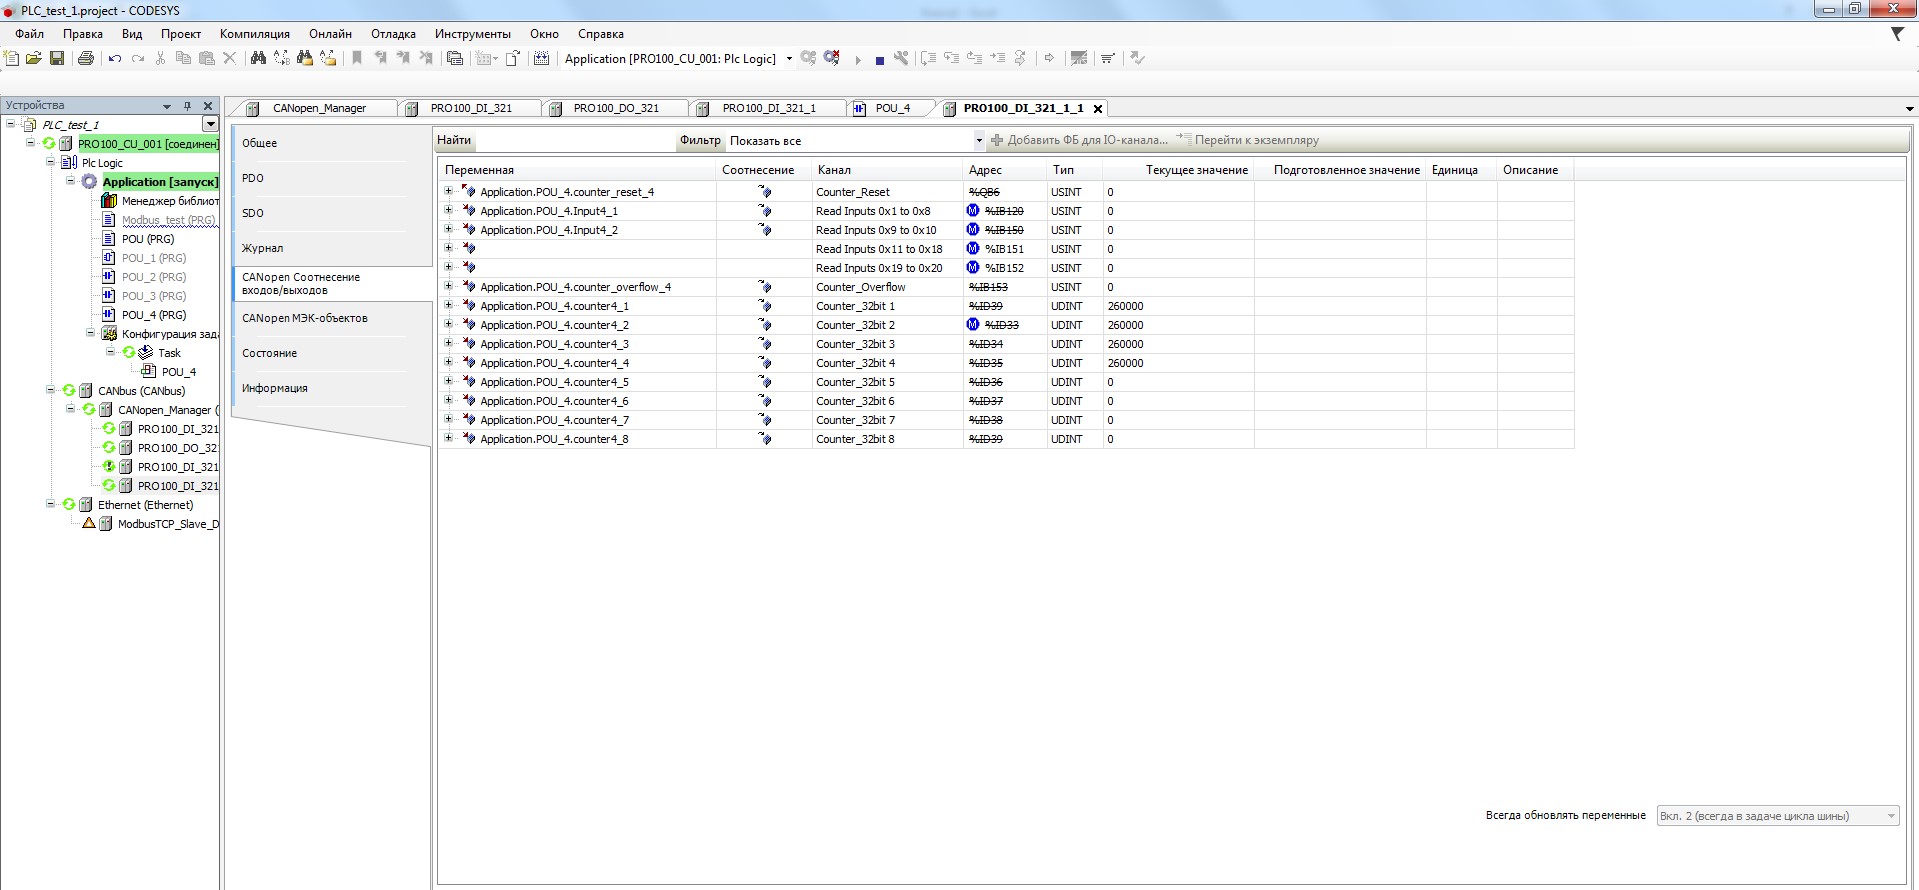 PLC_test_1.project - CODESYS
Файл Правка Вид Проект Компиляция Онлайн Отладка Инструменты Окно Справка
Application [PRO100_CU_001: Plc Logic]
Устройства
CANopen_Manager PRO100_DI_321 PRO100_DO_321 PRO100_DI_321_1 POU_4 PRO100_DI_321_1_1
PLC_test_1
PRO100_CU_001 [соединен]
Plc Logic
Application [запуск]
Менеджер библиот
Modbus_test (PRG)
POU (PRG)
POU_1 (PRG)
POU_2 (PRG)
POU_3 (PRG)
POU_4 (PRG)
Конфигурация зада
Task
POU_4
CANbus (CANbus)
CANopen_Manager (
PRO100_DI_321
PRO100_DO_32
PRO100_DI_321
PRO100_DI_321
Ethernet (Ethernet)
ModbusTCP_Slave_D
Общее
PDO
SDO
Журнал
CANopen Соотнесение
входов/выходов
CANopen МЭК-объектов
Состояние
Информация
Найти Фильтр Показать все Добавить ФБ для IO-канала... Перейти к экземпляру
Переменная Соотнесение Канал Адрес Тип Текущее значение Подготовленное значение Единица Описание
Application.POU_4.counter_reset_4 Counter_Reset %QB6 USINT 0
Application.POU_4.Input4_1 Read Inputs 0x1 to 0x8 M %IB120 USINT 0
Application.POU_4.Input4_2 Read Inputs 0x9 to 0x10 M %IB150 USINT 0
Read Inputs 0x11 to 0x18 M %IB151 USINT 0
Read Inputs 0x19 to 0x20 M %IB152 USINT 0
Application.POU_4.counter_overflow_4 Counter_Overflow %IB153 USINT 0
Application.POU_4.counter4_1 Counter_32bit 1 %ID39 UDINT 260000
Application.POU_4.counter4_2 Counter_32bit 2 M %ID33 UDINT 260000
Application.POU_4.counter4_3 Counter_32bit 3 %ID34 UDINT 260000
Application.POU_4.counter4_4 Counter_32bit 4 %ID35 UDINT 260000
Application.POU_4.counter4_5 Counter_32bit 5 %ID36 UDINT 0
Application.POU_4.counter4_6 Counter_32bit 6 %ID37 UDINT 0
Application.POU_4.counter4_7 Counter_32bit 7 %ID38 UDINT 0
Application.POU_4.counter4_8 Counter_32bit 8 %ID39 UDINT 0
Всегда обновлять переменные Вкл. 2 (всегда в задаче цикла шины)